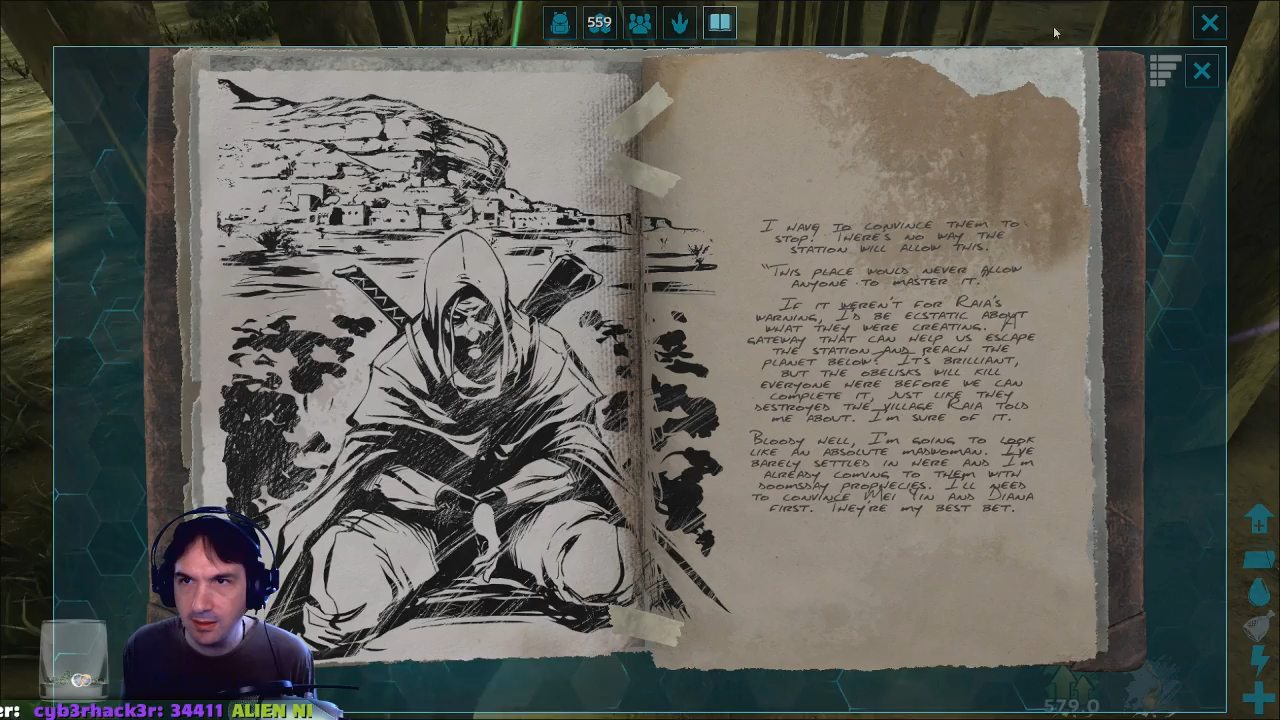 559
I HAVE TO CONVINCE THEM TO
STOP. THERE'S NO WAY THE
STATION WILL ALLOW THIS.
"THIS PLACE WOULD NEVER ALLOW
ANYONE TO MASTER IT."
IF IT WEREN'T FOR RAIA'S
WARNING, I'D BE ECSTATIC ABOUT
WHAT THEY WERE CREATING. A
GATEWAY THAT CAN HELP US ESCAPE
THE STATION AND REACH THE
PLANET BELOW? IT'S BRILLIANT,
BUT THE OBELISKS WILL KILL
EVERYONE HERE BEFORE WE CAN
COMPLETE IT, JUST LIKE THEY
DESTROYED THE VILLAGE RAIA TOLD
ME ABOUT. I'M SURE OF IT.
BLOODY WELL, I'M GOING TO LOOK
LIKE AN ABSOLUTE MADWOMAN. I'VE
BARELY SETTLED IN HERE AND I'M
ALREADY COMING TO THEM WITH
DOOMSDAY PROPHECIES. I'LL NEED
TO CONVINCE MEI YIN AND DIANA
FIRST. THEY'RE MY BEST BET.
579.0
er: cyb3rhack3r: 34411 ALIEN N!